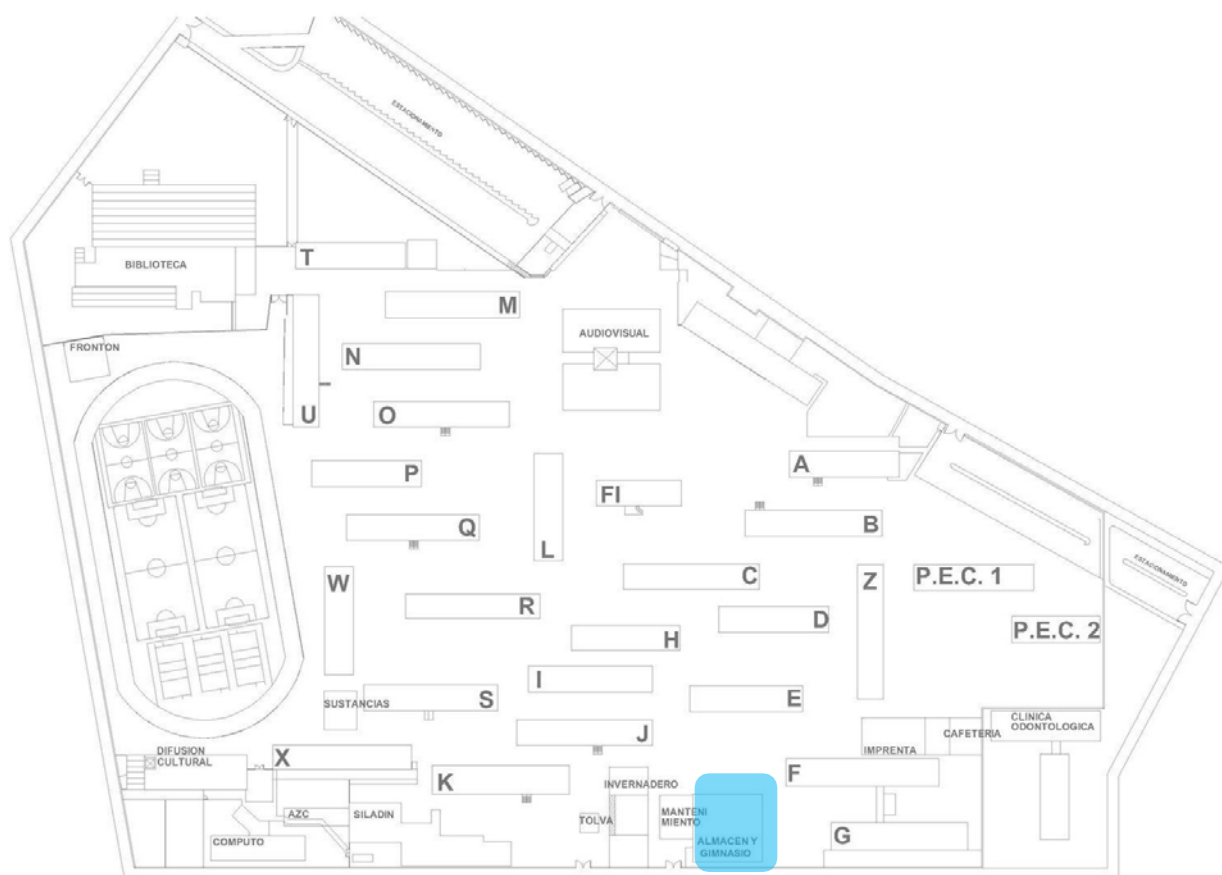 ESTACIONAMIENTO
BIBLIOTECA
T
M
AUDIOVISUAL
FRONTON
N
U
O
A
P
FI
Q
B
L
W
C
Z
P.E.C. 1
ESTACIONAMIENTO
R
D
P.E.C. 2
H
I
SUSTANCIAS
S
E
J
CLINICA
ODONTOLOGICA
CAFETERIA
IMPRENTA
DIFUSION
CULTURAL
X
K
F
INVERNADERO
AZC
SILADIN
TOLVA
MANTENI
MIENTO
COMPUTO
ALMACEN Y
GIMNASIO
G